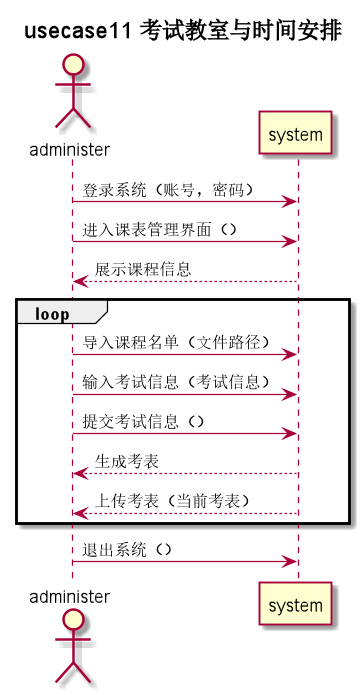 usecase11 考试教室与时间安排
administer
system
登录系统（账号，密码）
进入课表管理界面（）
展示课程信息
loop
导入课程名单（文件路径）
输入考试信息（考试信息）
提交考试信息（）
生成考表
上传考表（当前考表）
退出系统（）
administer
system